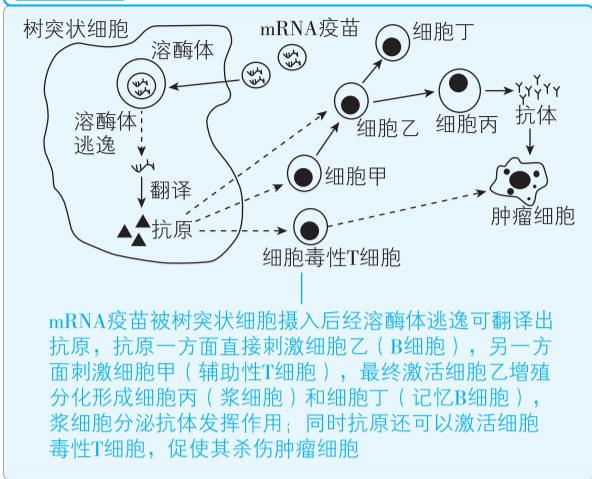 树突状细胞
溶酶体
mRNA疫苗
细胞丁
溶酶体
逃逸
细胞乙
细胞丙
抗体
翻译
细胞甲
抗原
肿瘤细胞
细胞毒性T细胞
mRNA疫苗被树突状细胞摄入后经溶酶体逃逸可翻译出
抗原，抗原一方面直接刺激细胞乙（B细胞），另一方
面刺激细胞甲（辅助性T细胞），最终激活细胞乙增殖
分化形成细胞丙（浆细胞）和细胞丁（记忆B细胞），
浆细胞分泌抗体发挥作用；同时抗原还可以激活细胞
毒性T细胞，促使其杀伤肿瘤细胞